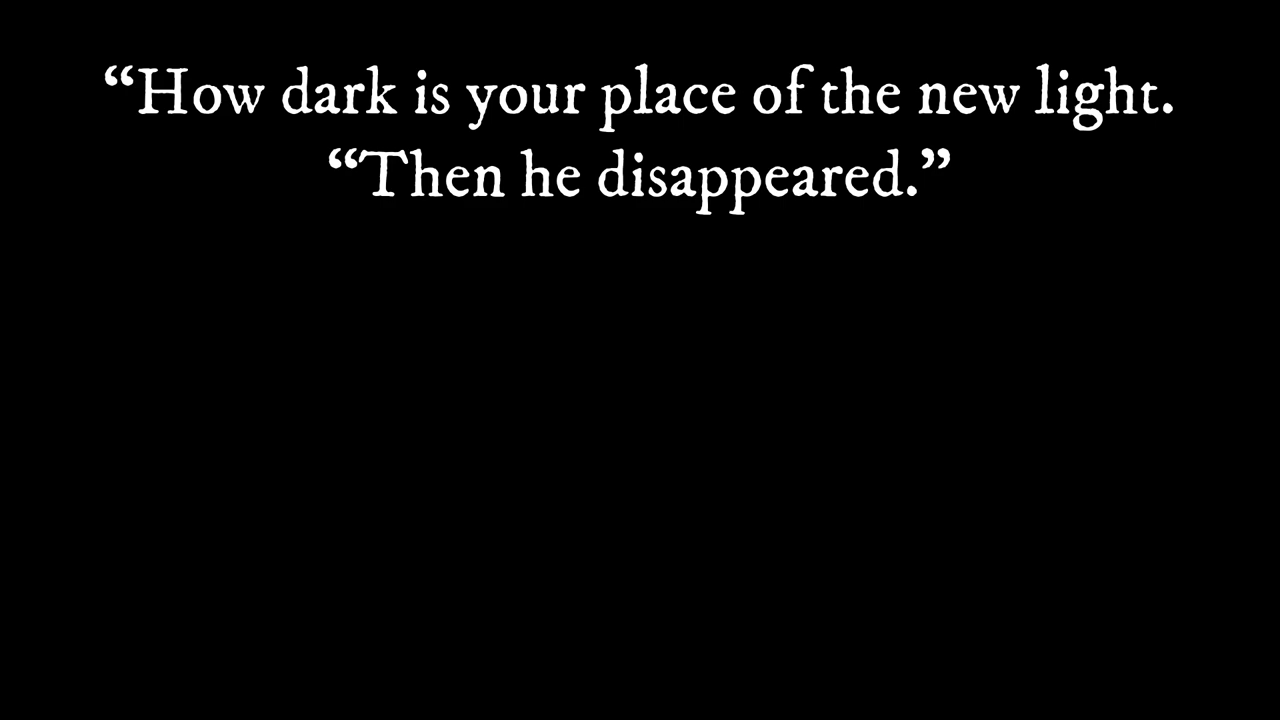 “How dark is your place of the new light.
“Then he disappeared.”